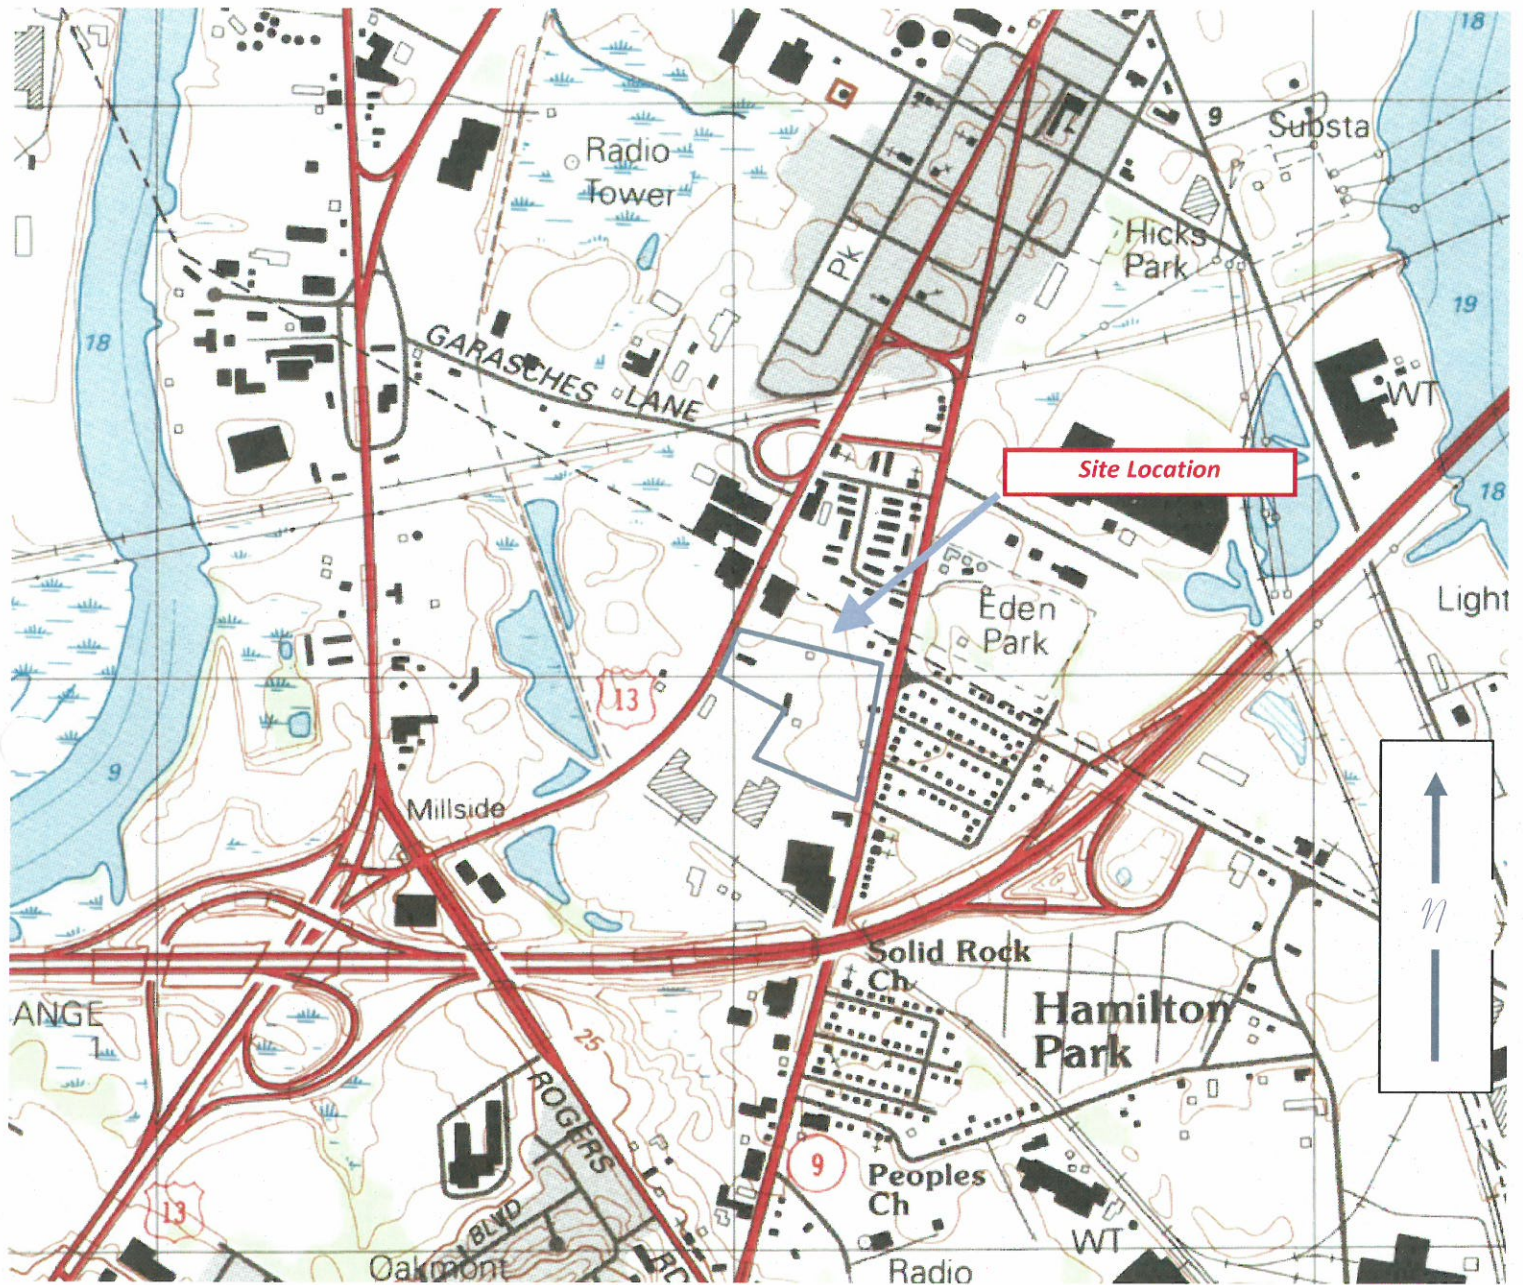 18
Substa
9
Radio
Tower
Hicks
Park
Pk
19
18
GARASCHES LANE
WT
Site Location
18
Light
Eden
Park
13
9
Millside
N
Solid Rock
Ch
ANGE
1
Hamilton
Park
25
ROGERS
RD
9
Peoples
Ch
13
BLVD
WT
Oakmont
Radio